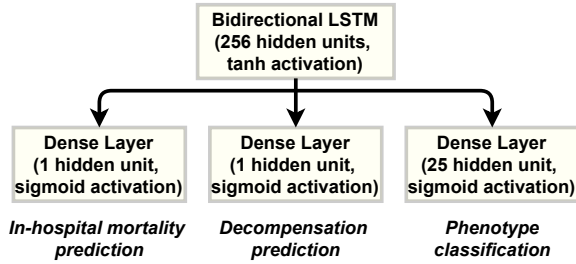 Bidirectional LSTM
(256 hidden units,
tanh activation)
Dense Layer
(1 hidden unit,
sigmoid activation)
Dense Layer
(1 hidden unit,
sigmoid activation)
Dense Layer
(25 hidden unit,
sigmoid activation)
In-hospital mortality
prediction
Decompensation
prediction
Phenotype
classification